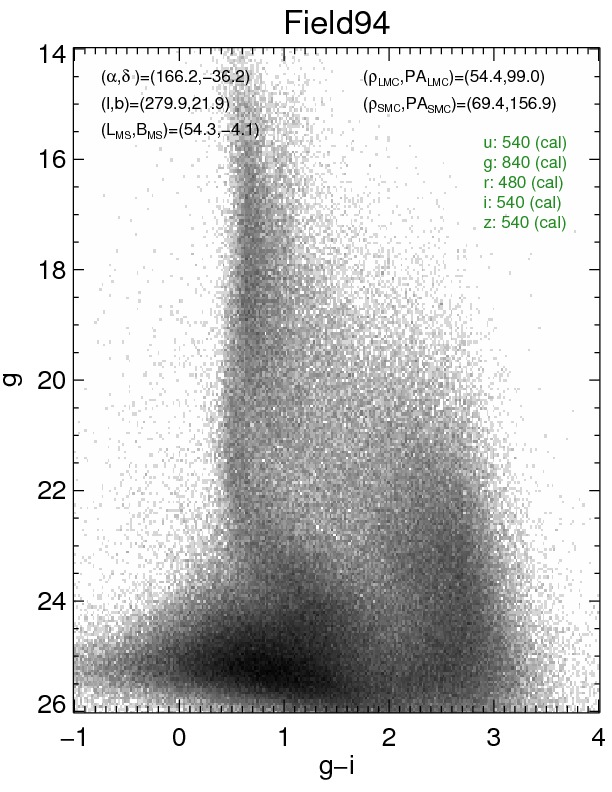 Field94
(α,δ)=(166.2,−36.2)
(l,b)=(279.9,21.9)
(LMS,BMS)=(54.3,−4.1)
(ρLMC,PALMC)=(54.4,99.0)
(ρSMC,PASMC)=(69.4,156.9)
u: 540 (cal)
g: 840 (cal)
r: 480 (cal)
i: 540 (cal)
z: 540 (cal)
14
16
18
20
22
24
26
g
−1 0 1 2 3 4
g−i